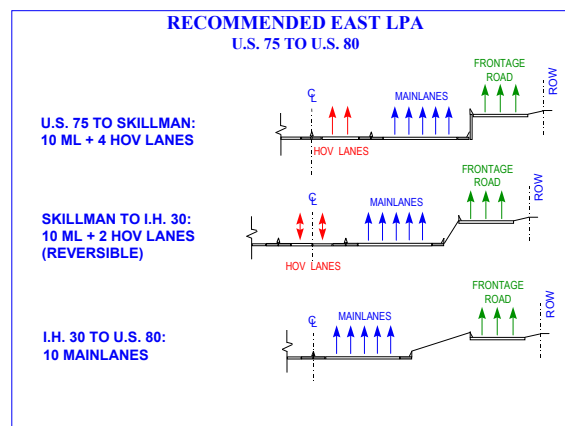 RECOMMENDED EAST LPA
U.S. 75 TO U.S. 80
U.S. 75 TO SKILLMAN:
10 ML + 4 HOV LANES
℄
HOV LANES
MAINLANES
FRONTAGE
ROAD
ROW
SKILLMAN TO I.H. 30:
10 ML + 2 HOV LANES
(REVERSIBLE)
℄
HOV LANES
MAINLANES
FRONTAGE
ROAD
ROW
I.H. 30 TO U.S. 80:
10 MAINLANES
℄
MAINLANES
FRONTAGE
ROAD
ROW